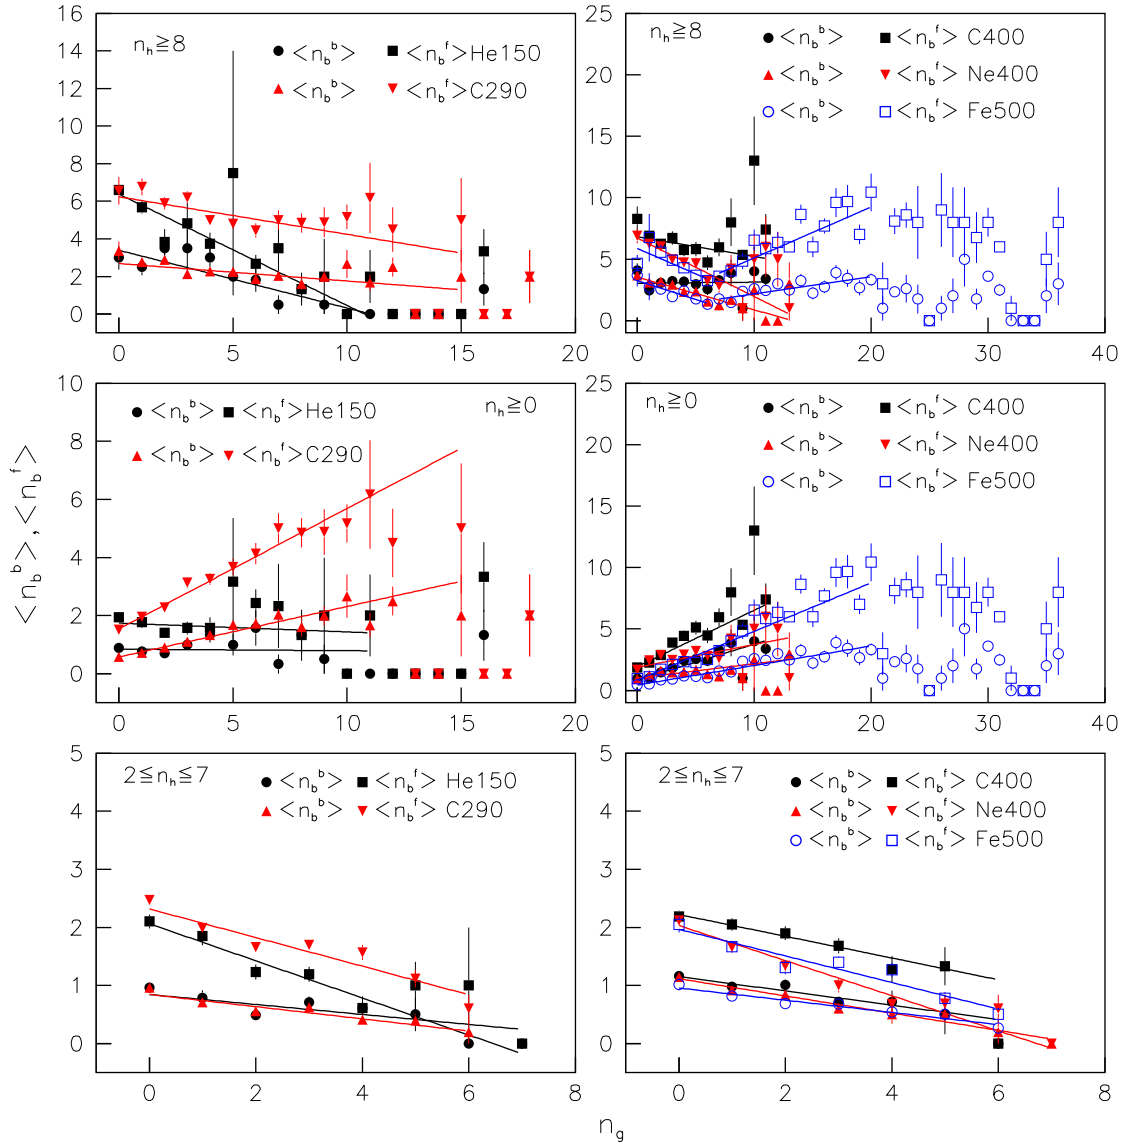 n_h≧8
<n_b^b> <n_b^f>He150
<n_b^b> <n_b^f>C290
16
14
12
10
8
6
4
2
0
0 5 10 15 20
n_h≧8
<n_b^b> <n_b^f> C400
<n_b^b> <n_b^f> Ne400
<n_b^b> <n_b^f> Fe500
25
20
15
10
5
0
0 10 20 30 40
<n_b^b> <n_b^f>He150 n_h≧0
<n_b^b> <n_b^f>C290
10
8
6
4
2
0
0 5 10 15 20
n_h≧0
<n_b^b> <n_b^f> C400
<n_b^b> <n_b^f> Ne400
<n_b^b> <n_b^f> Fe500
25
20
15
10
5
0
0 10 20 30 40
2≦n_h≦7
<n_b^b> <n_b^f> He150
<n_b^b> <n_b^f> C290
5
4
3
2
1
0
0 2 4 6 8
2≦n_h≦7
<n_b^b> <n_b^f> C400
<n_b^b> <n_b^f> Ne400
<n_b^b> <n_b^f> Fe500
5
4
3
2
1
0
0 2 4 6 8
<n_b^b>,<n_b^f>
n_g